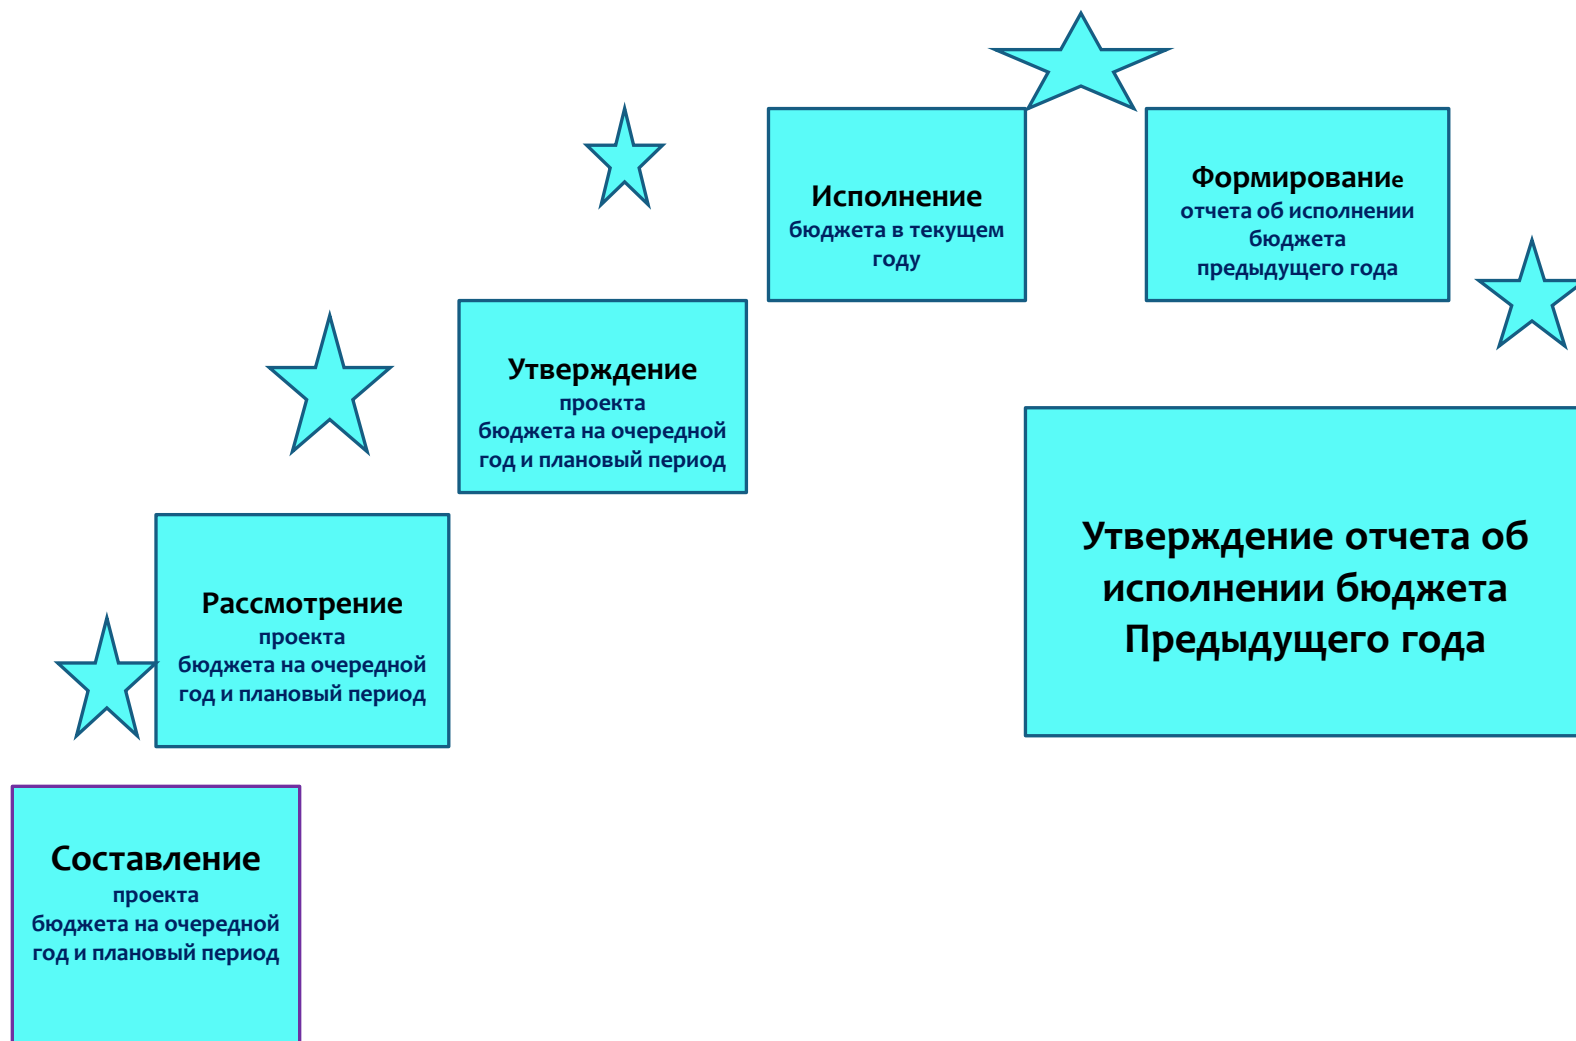 Составление
проекта
бюджета на очередной
год и плановый период
Рассмотрение
проекта
бюджета на очередной
год и плановый период
Утверждение
проекта
бюджета на очередной
год и плановый период
Исполнение
бюджета в текущем
году
Формирование
отчета об исполнении
бюджета
предыдущего года
Утверждение отчета об
исполнении бюджета
Предыдущего года